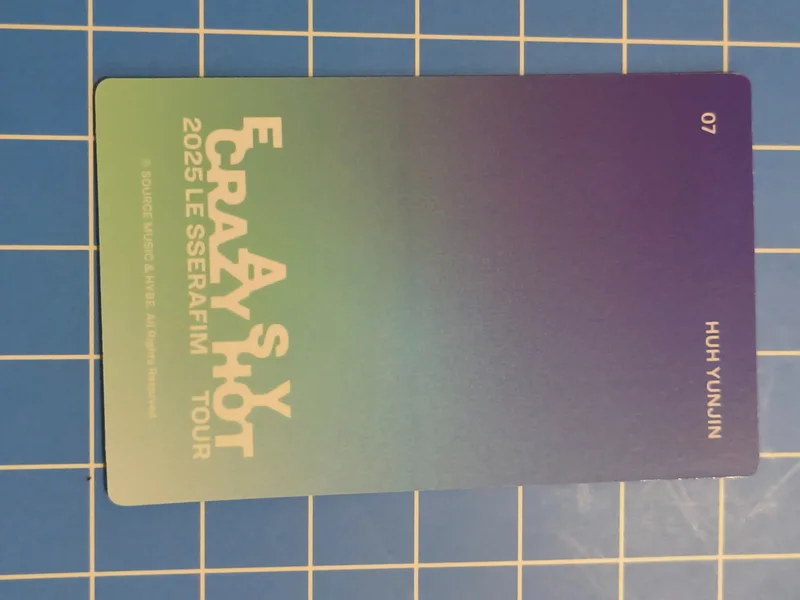 07
HUH YUNJIN
EASY
CRAZY HOT
2025 LE SSERAFIM TOUR
© SOURCE MUSIC & HYBE. All Rights Reserved